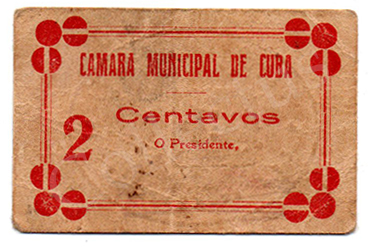 CAMARA MUNICIPAL DE CUBA
Centavos
2
O Presidente,